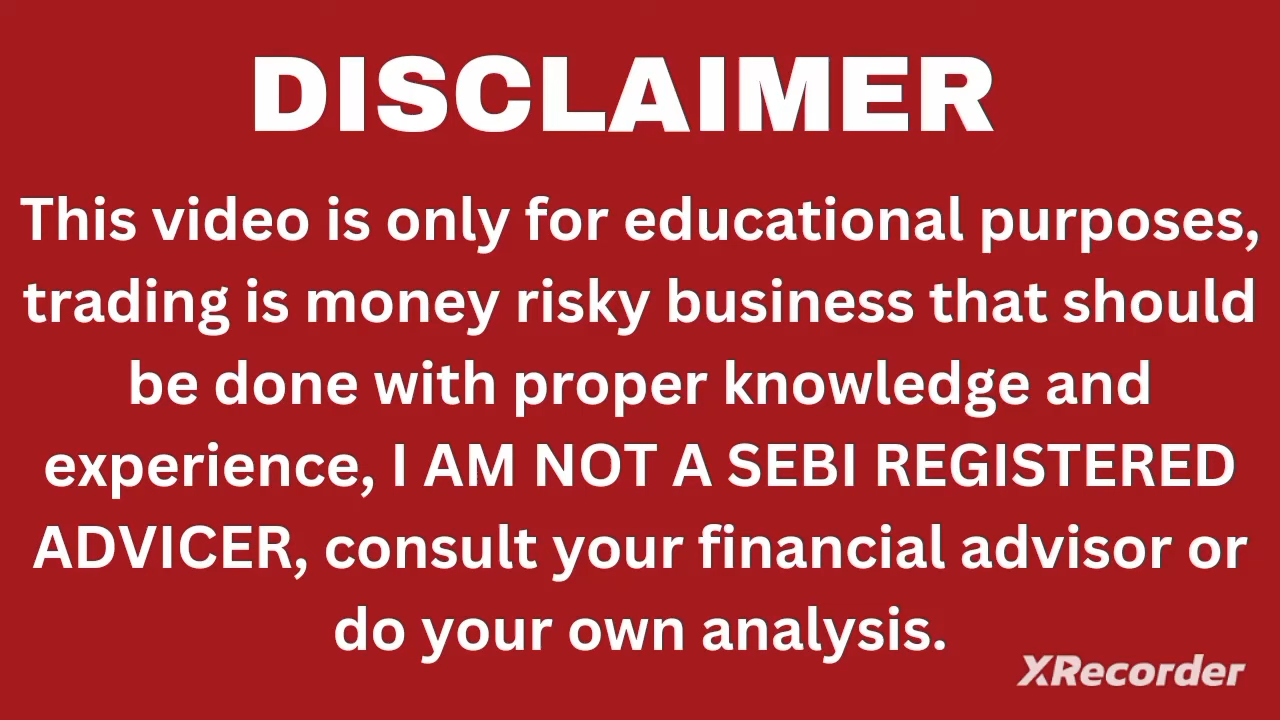 DISCLAIMER
This video is only for educational purposes,
trading is money risky business that should
be done with proper knowledge and
experience, I AM NOT A SEBI REGISTERED
ADVICER, consult your financial advisor or
do your own analysis.
XRecorder